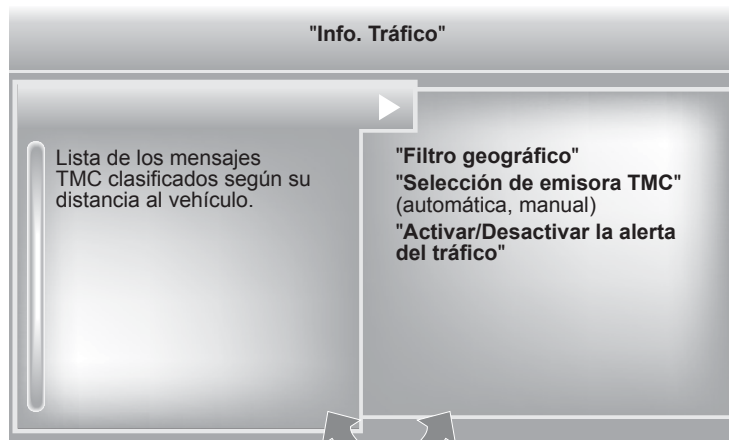 "Info. Tráfico"
Lista de los mensajes
TMC clasificados según su
distancia al vehículo.
"Filtro geográfico"
"Selección de emisora TMC"
(automática, manual)
"Activar/Desactivar la alerta
del tráfico"